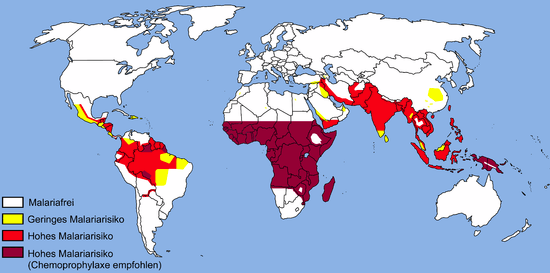 Malariafrei
Geringes Malariarisiko
Hohes Malariarisiko
Hohes Malariarisiko
(Chemoprophylaxe empfohlen)